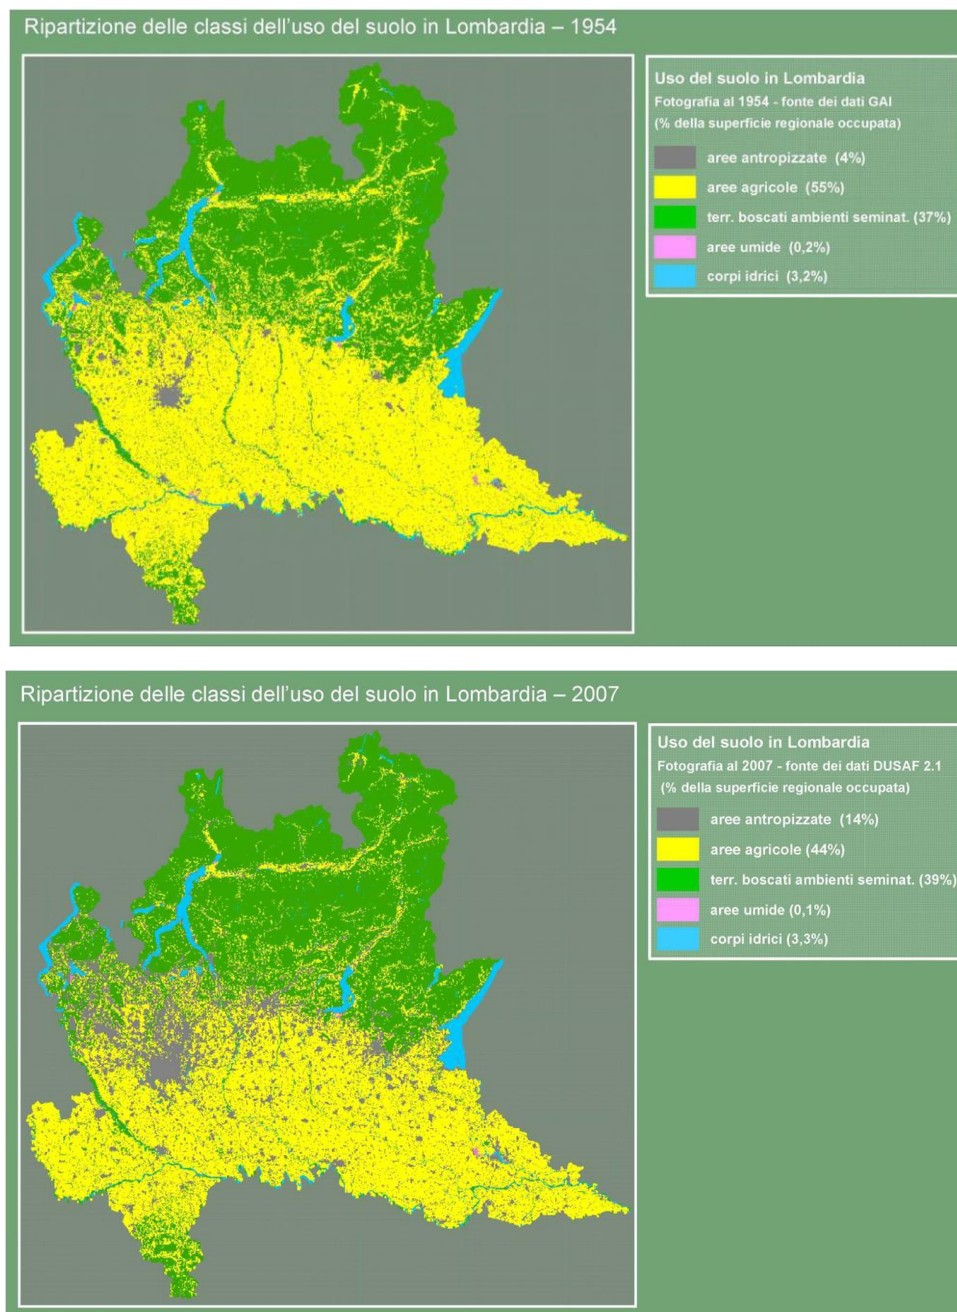 Ripartizione delle classi dell'uso del suolo in Lombardia – 1954
Uso del suolo in Lombardia
Fotografia al 1954 - fonte dei dati GAI
(% della superficie regionale occupata)
aree antropizzate (4%)
aree agricole (55%)
terr. boscati ambienti seminat. (37%)
aree umide (0,2%)
corpi idrici (3,2%)
Ripartizione delle classi dell'uso del suolo in Lombardia – 2007
Uso del suolo in Lombardia
Fotografia al 2007 - fonte dei dati DUSAF 2.1
(% della superficie regionale occupata)
aree antropizzate (14%)
aree agricole (44%)
terr. boscati ambienti seminat. (39%)
aree umide (0,1%)
corpi idrici (3,3%)